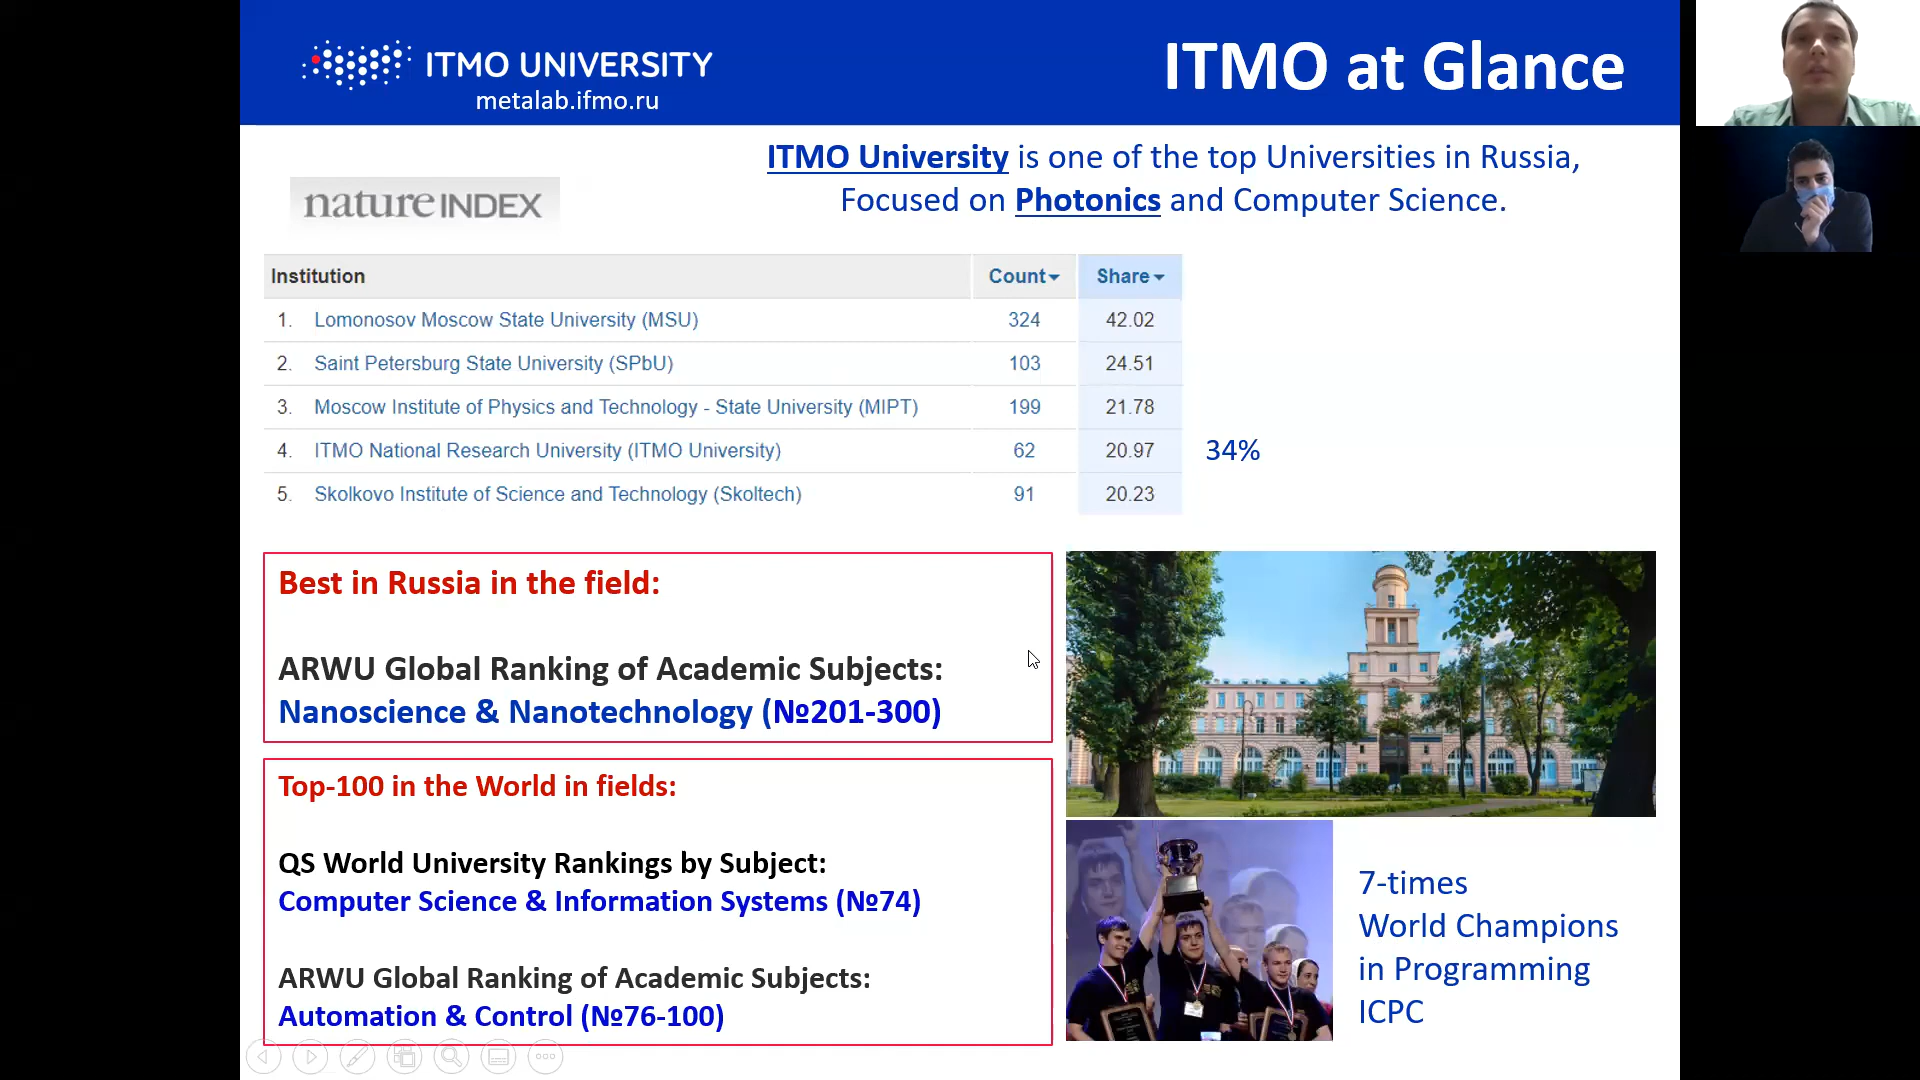 ITMO UNIVERSITY
metalab.ifmo.ru
ITMO at Glance
ITMO University is one of the top Universities in Russia,
Focused on Photonics and Computer Science.
nature INDEX
Institution Count Share
1. Lomonosov Moscow State University (MSU) 324 42.02
2. Saint Petersburg State University (SPbU) 103 24.51
3. Moscow Institute of Physics and Technology - State University (MIPT) 199 21.78
4. ITMO National Research University (ITMO University) 62 20.97 34%
5. Skolkovo Institute of Science and Technology (Skoltech) 91 20.23
Best in Russia in the field:
ARWU Global Ranking of Academic Subjects:
Nanoscience & Nanotechnology (№201-300)
Top-100 in the World in fields:
QS World University Rankings by Subject:
Computer Science & Information Systems (№74)
ARWU Global Ranking of Academic Subjects:
Automation & Control (№76-100)
7-times
World Champions
in Programming
ICPC